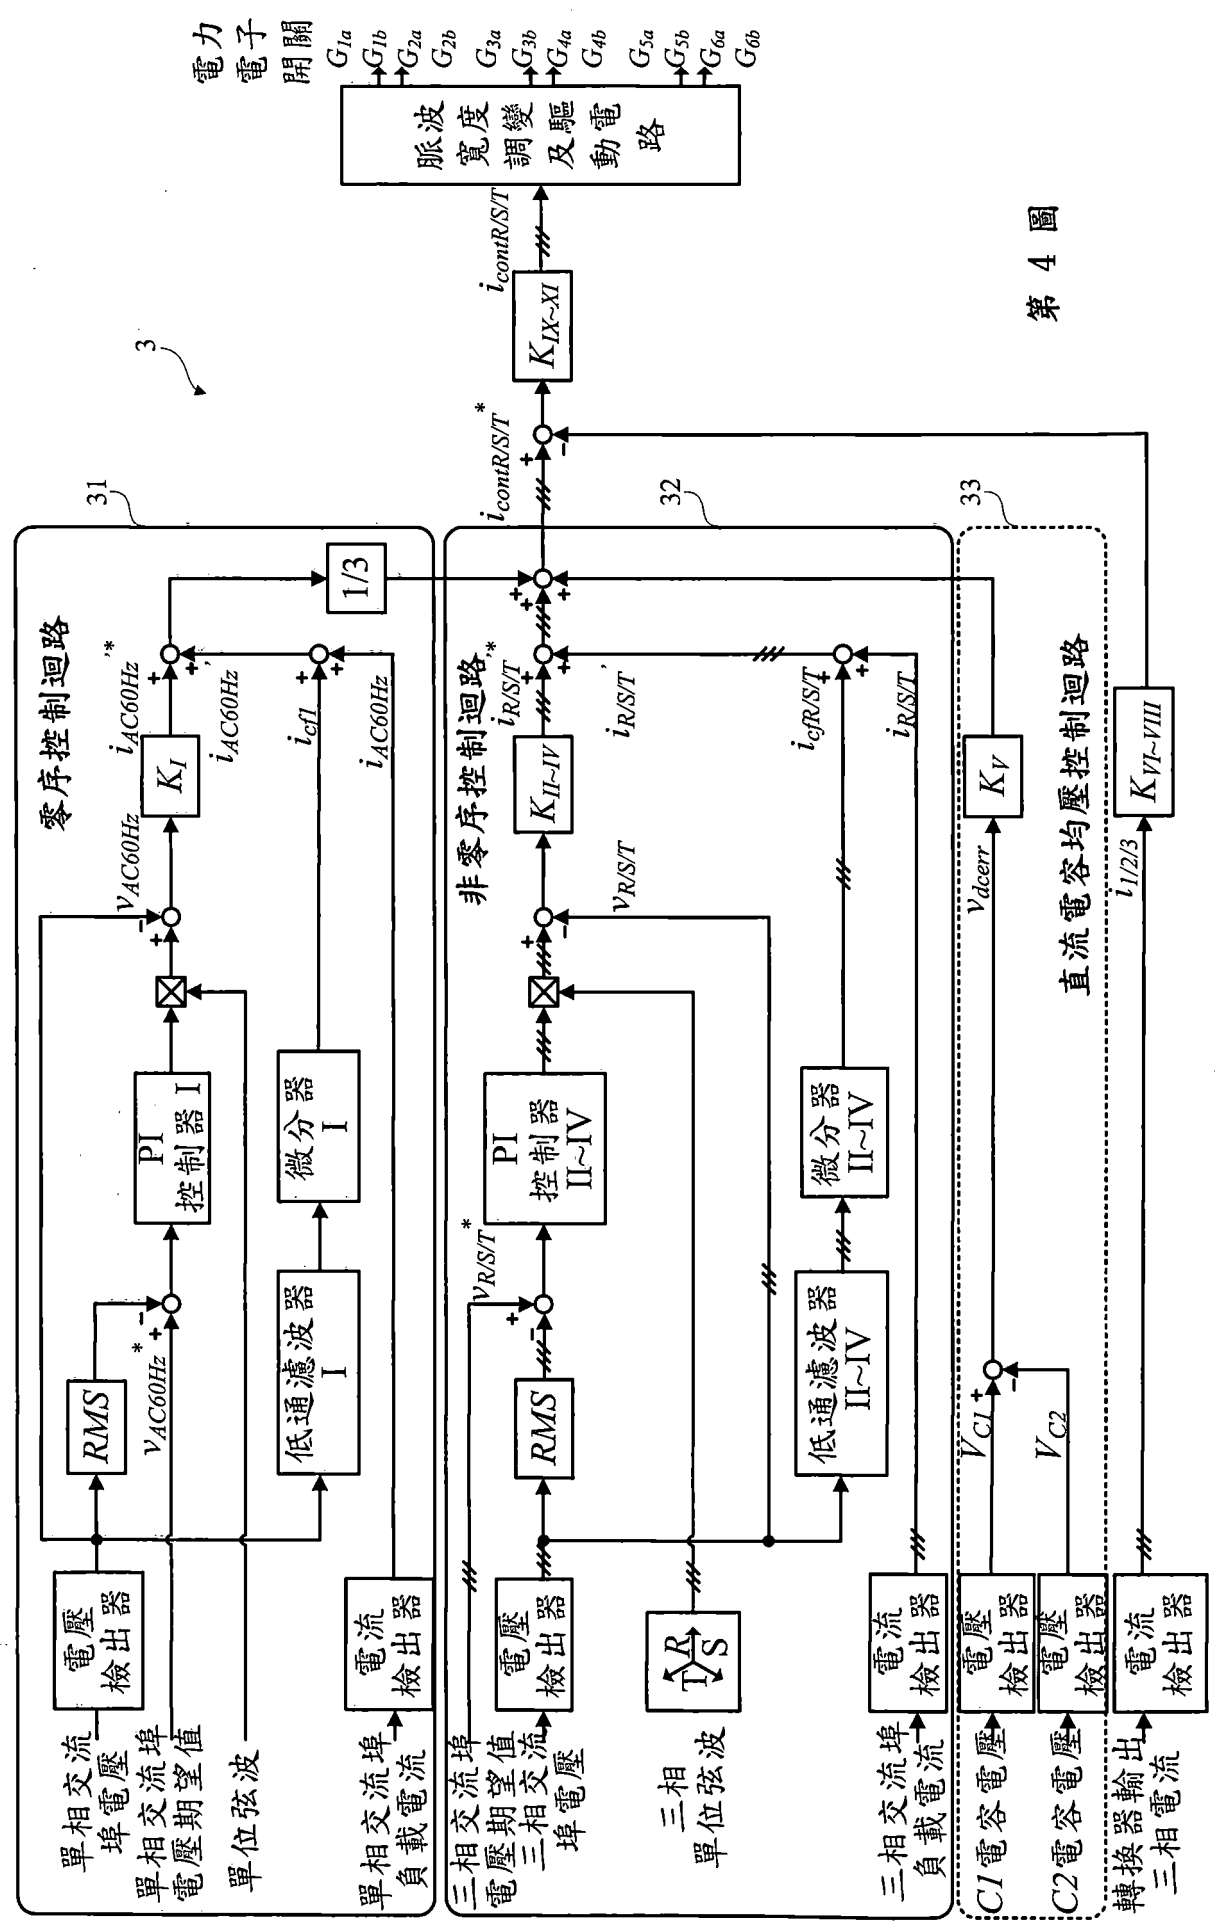 3
31
零序控制迴路
單相交流
埠電壓
電壓
檢出器
RMS
單相交流埠
電壓期望值
vAC60Hz*
單位弦波
PI
控制器 I
vAC60Hz
KI
iAC60Hz'*
iAC60Hz'
1/3
低通濾波器
I
微分器
I
icf1
單相交流埠
負載電流
電流
檢出器
iAC60Hz
32
非零序控制迴路
三相交流埠
電壓期望值
三相交流
埠電壓
電壓
檢出器
RMS
vR/S/T*
PI
控制器
II~IV
vR/S/T
KII~IV
iR/S/T'*
iR/S/T'
三相
單位弦波
T
R
S
低通濾波器
II~IV
微分器
II~IV
icfR/S/T
三相交流埠
負載電流
電流
檢出器
iR/S/T
33
直流電容均壓控制迴路
C1電容電壓
電壓
檢出器
VC1
C2電容電壓
電壓
檢出器
VC2
vdcerr
KV
轉換器輸出
三相電流
電流
檢出器
i1/2/3
KVI~VIII
icontR/S/T*
KIX~XI
icontR/S/T
脈波
寬度
調變
及驅
動電
路
電力
電子
開關
G1a
G1b
G2a
G2b
G3a
G3b
G4a
G4b
G5a
G5b
G6a
G6b
第 4 圖